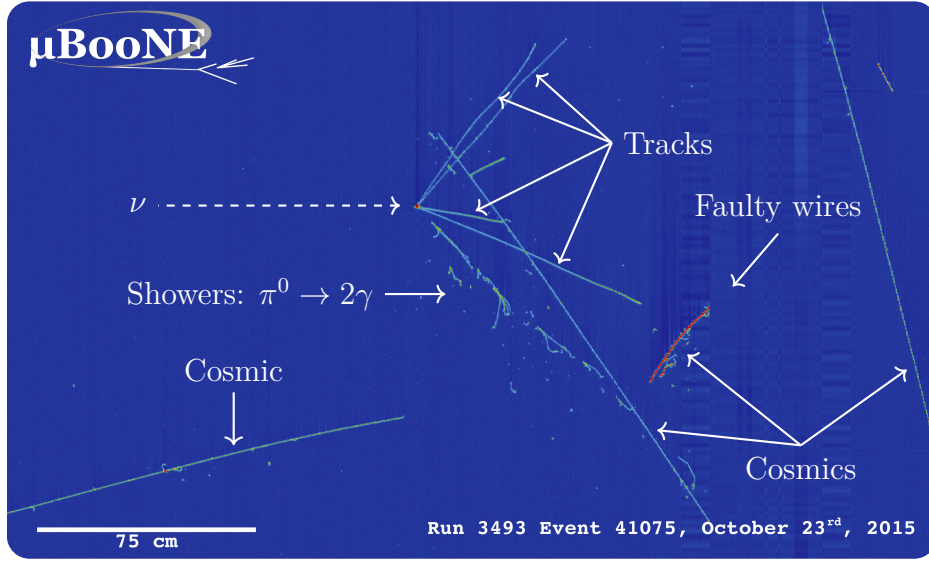 μBooNE
Tracks
ν
Faulty wires
Showers: π⁰ → 2γ
Cosmic
Cosmics
Run 3493 Event 41075, October 23ʳᵈ, 2015
75 cm